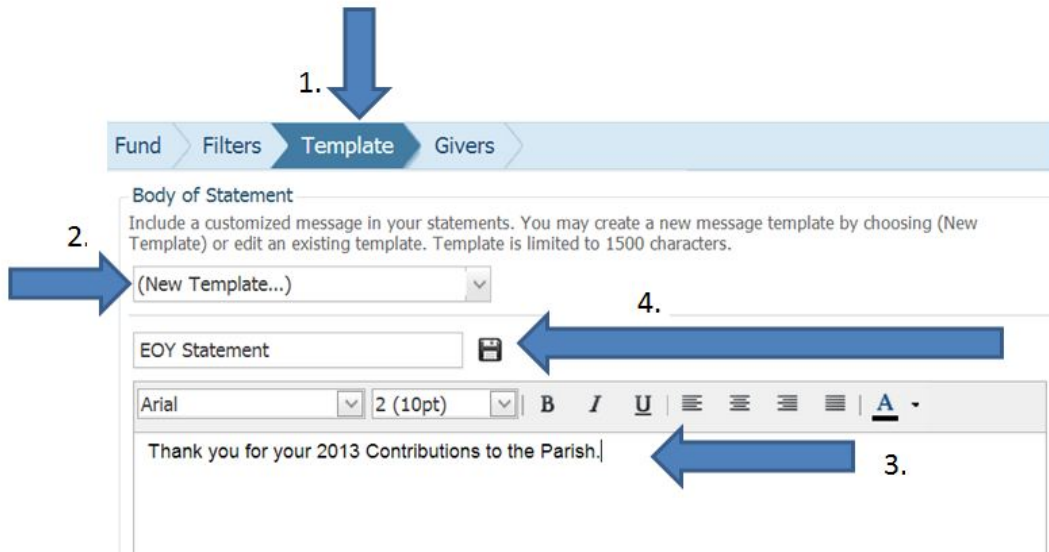 1.
Fund Filters Template Givers
Body of Statement
Include a customized message in your statements. You may create a new message template by choosing (New
2.
Template) or edit an existing template. Template is limited to 1500 characters.
(New Template...)
4.
EOY Statement
Arial 2 (10pt) B I U A
Thank you for your 2013 Contributions to the Parish.
3.